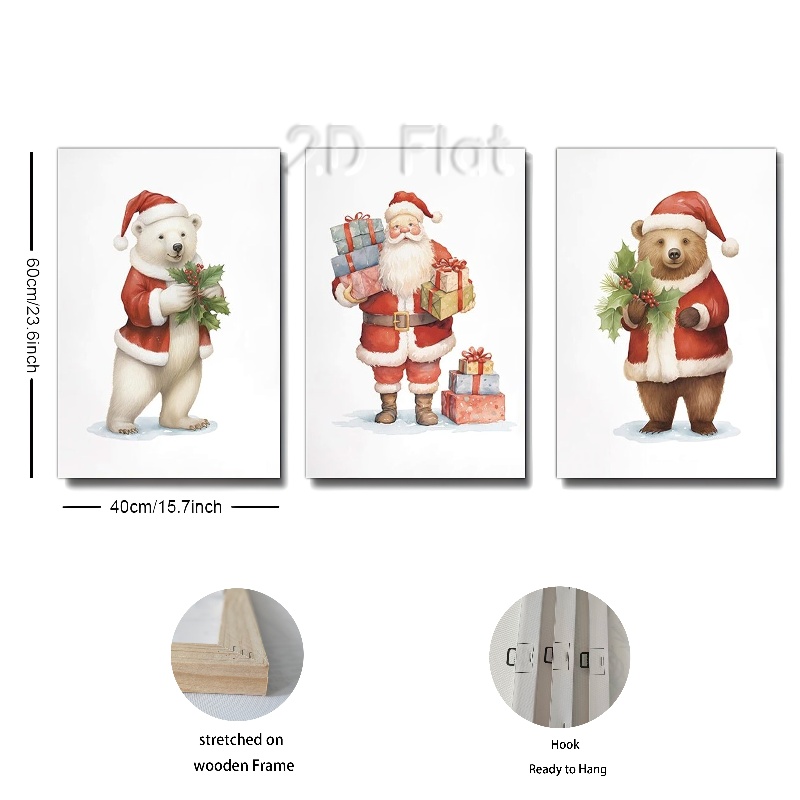 2D Flat
60cm/23.6inch
40cm/15.7inch
stretched on
wooden Frame
Hook
Ready to Hang